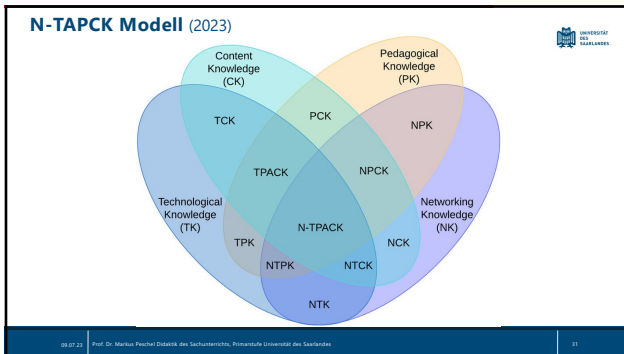 N-TAPCK Modell (2023)
UNIVERSITÄT
DES
SAARLANDES
Content
Knowledge
(CK)
Pedagogical
Knowledge
(PK)
TCK
PCK
NPK
TPACK
NPCK
Technological
Knowledge
(TK)
Networking
Knowledge
(NK)
N-TPACK
TPK
NCK
NTPK
NTCK
NTK
09.07.23
Prof. Dr. Markus Peschel Didaktik des Sachunterrichts, Primarstufe Universität des Saarlandes
31